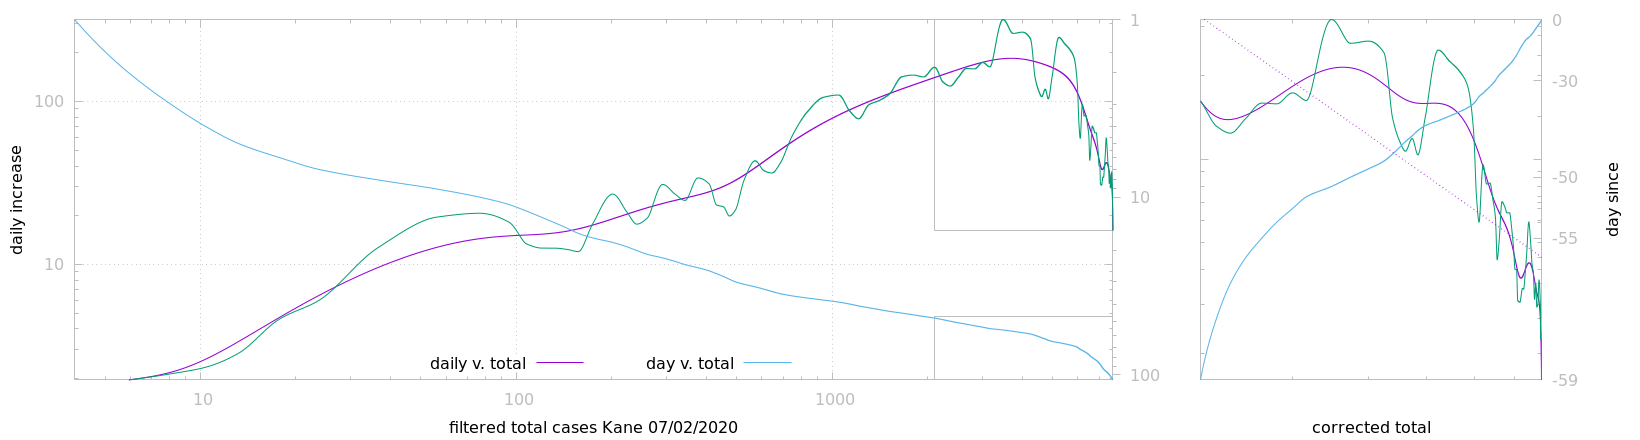 1
0
-30
100
daily increase
10
-50
day since
-55
10
daily v. total
day v. total
100
-59
10
100
1000
filtered total cases Kane 07/02/2020
corrected total